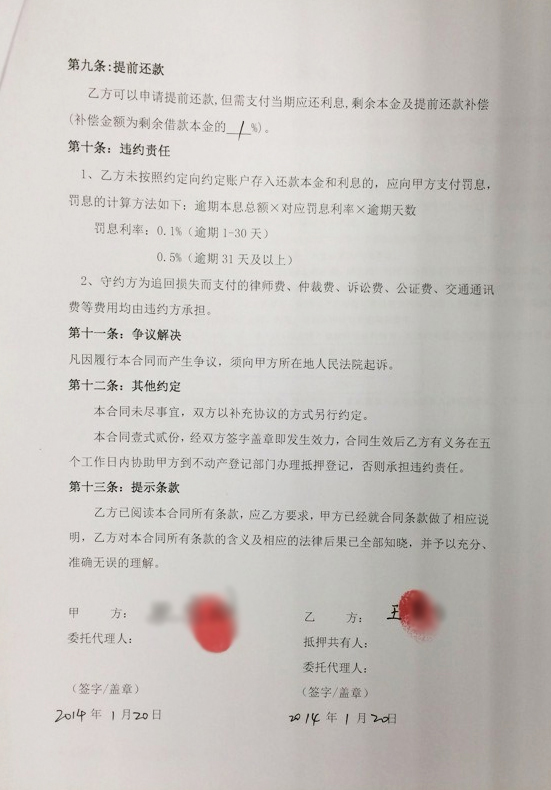 第九条:提前还款
乙方可以申请提前还款,但需支付当期应还利息,剩余本金及提前还款补偿
(补偿金额为剩余借款本金的__/__%)。
第十条：违约责任
1、乙方未按照约定向约定账户存入还款本金和利息的，应向甲方支付罚息，
罚息的计算方法如下：逾期本息总额×对应罚息利率×逾期天数
罚息利率：0.1%（逾期1-30天）
0.5%（逾期31天及以上）
2、守约方为追回损失而支付的律师费、仲裁费、诉讼费、公证费、交通通讯
费等费用均由违约方承担。
第十一条：争议解决
凡因履行本合同而产生争议，须向甲方所在地人民法院起诉。
第十二条：其他约定
本合同未尽事宜，双方以补充协议的方式另行约定。
本合同壹式贰份，经双方签字盖章即发生效力，合同生效后乙方有义务在五
个工作日内协助甲方到不动产登记部门办理抵押登记，否则承担违约责任。
第十三条：提示条款
乙方已阅读本合同所有条款，应乙方要求，甲方已经就合同条款做了相应说
明，乙方对本合同所有条款的含义及相应的法律后果已全部知晓，并予以充分、
准确无误的理解。
甲　　方：
乙　　方：王
委托代理人：
抵押共有人：
委托代理人：
（签字/盖章）
（签字/盖章）
2014年1月20日
2014年1月20日